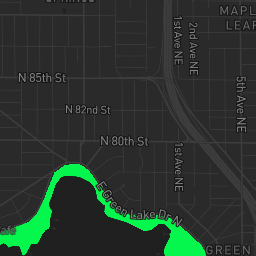 MAPL
LEAF
1st Ave NE
2nd Ave NE
N 85th St
5th Ave NE
N 82nd St
N 80th St
1st Ave NE
E Green Lake Dr N
GREEN